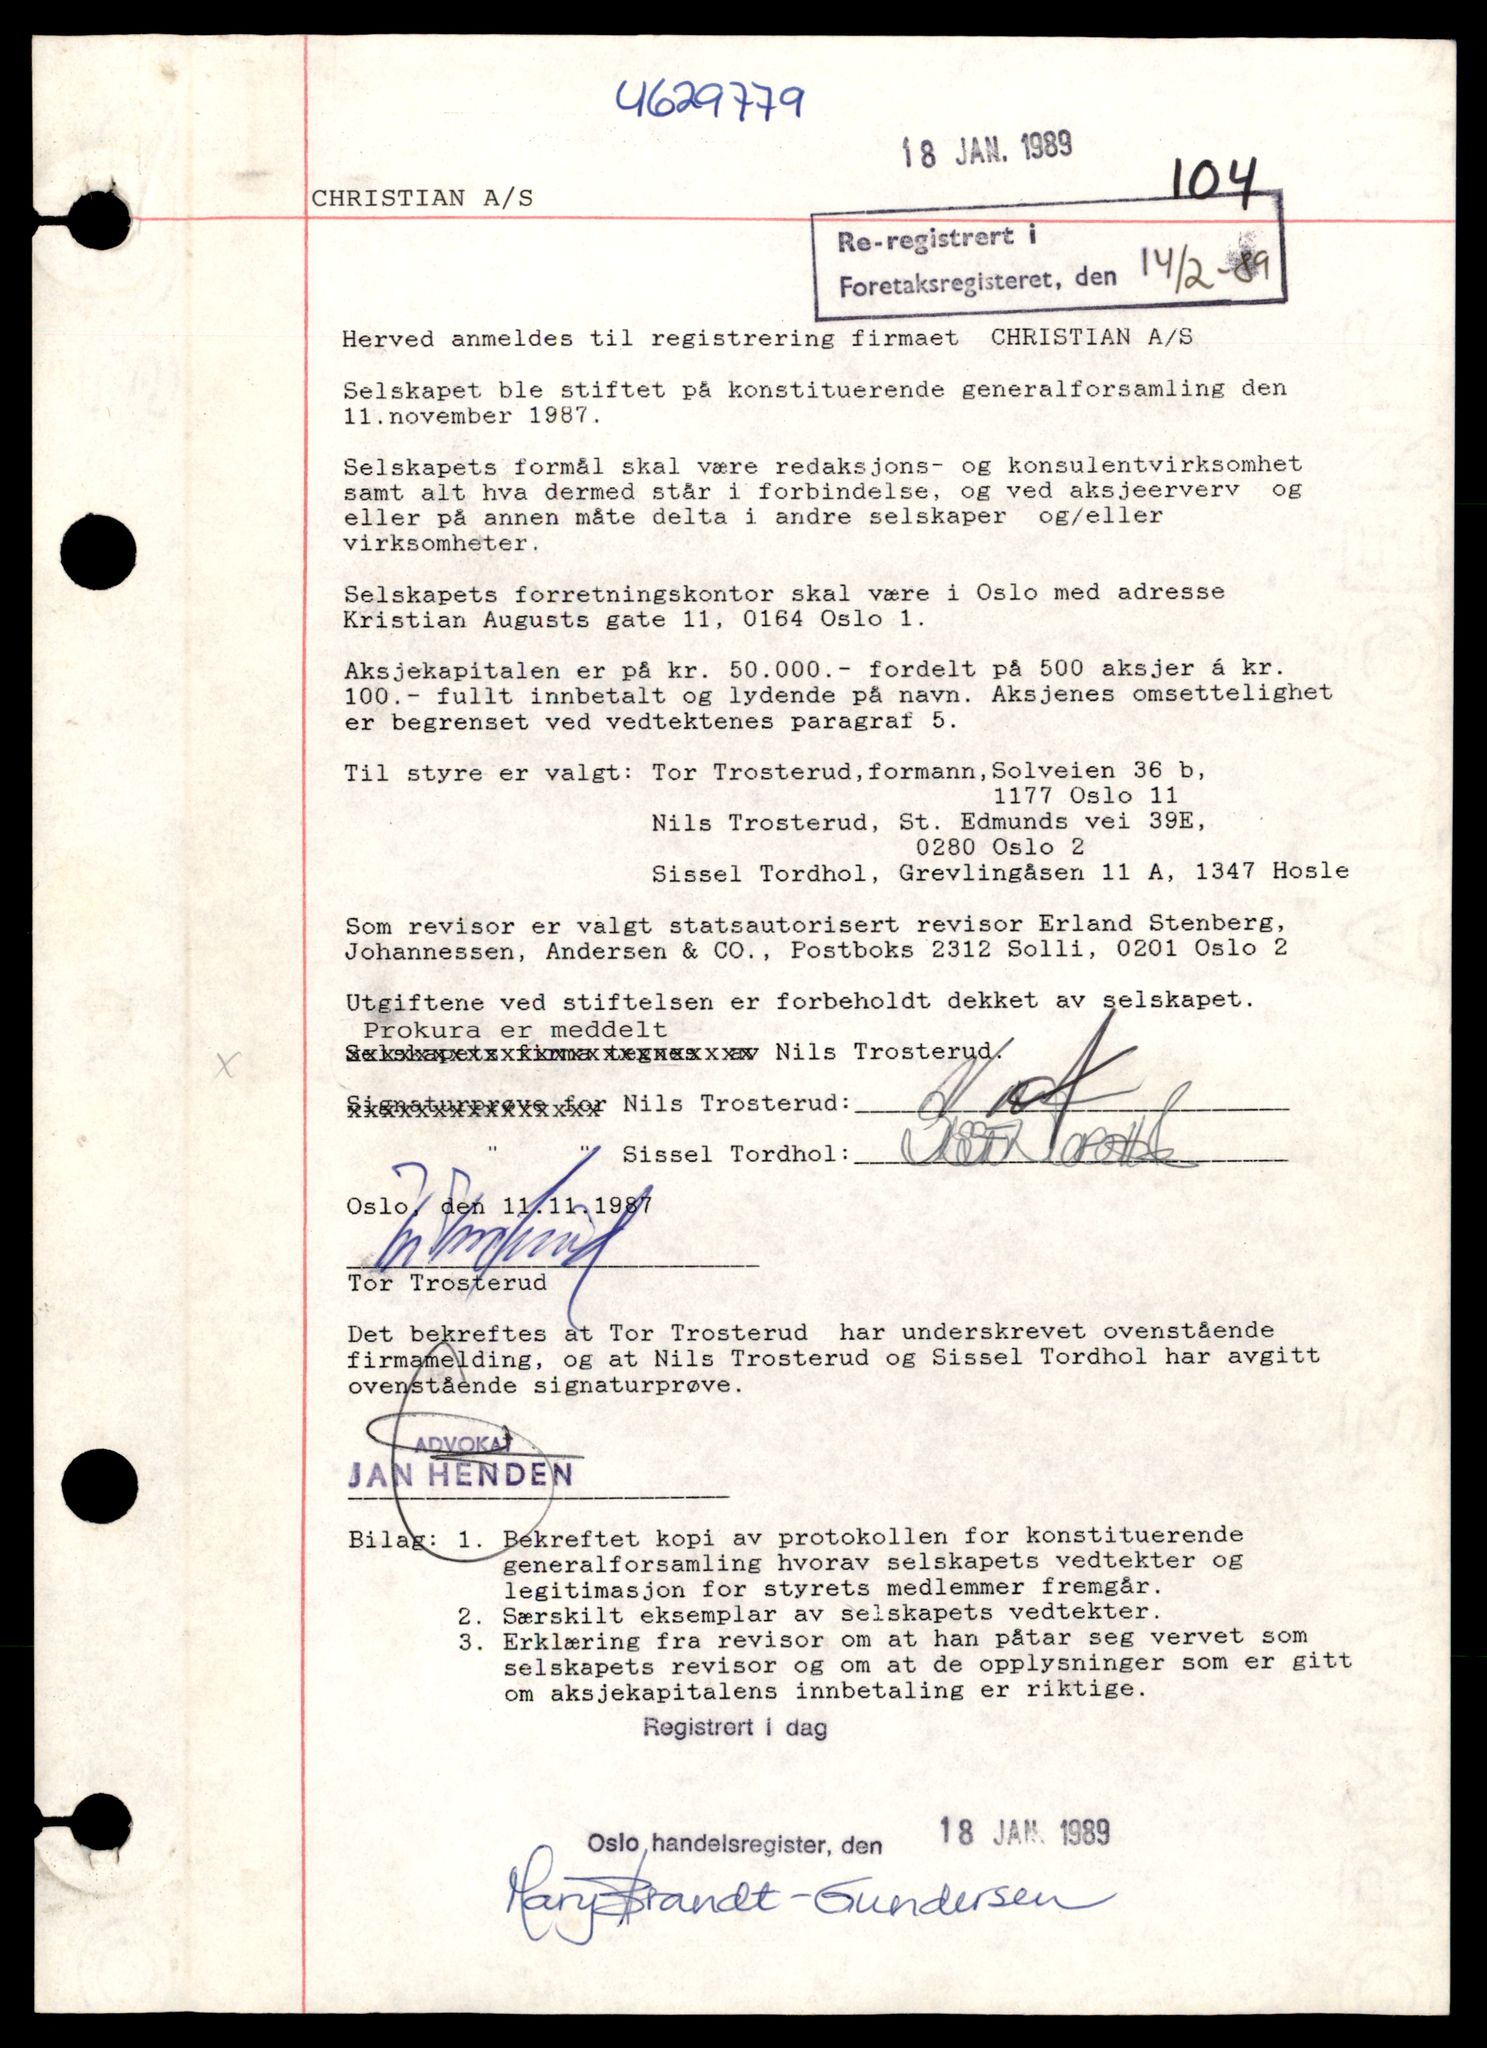 4629779
18 JAN. 1989
104
CHRISTIAN A/S
Re-registrert i
Foretaksregisteret, den 14/2-89
Herved anmeldes til registrering firmaet CHRISTIAN A/S
Selskapet ble stiftet på konstituerende generalforsamling den
11.november 1987.
Selskapets formål skal være redaksjons- og konsulentvirksomhet
samt alt hva dermed står i forbindelse, og ved aksjeerverv og
eller på annen måte delta i andre selskaper og/eller
virksomheter.
Selskapets forretningskontor skal være i Oslo med adresse
Kristian Augusts gate 11, 0164 Oslo 1.
Aksjekapitalen er på kr. 50.000.- fordelt på 500 aksjer á kr.
100.- fullt innbetalt og lydende på navn. Aksjenes omsettelighet
er begrenset ved vedtektenes paragraf 5.
Til styre er valgt: Tor Trosterud,formann,Solveien 36 b,
1177 Oslo 11
Nils Trosterud, St. Edmunds vei 39E,
0280 Oslo 2
Sissel Tordhol, Grevlingåsen 11 A, 1347 Hosle
Som revisor er valgt statsautorisert revisor Erland Stenberg,
Johannessen, Andersen & CO., Postboks 2312 Solli, 0201 Oslo 2
Utgiftene ved stiftelsen er forbeholdt dekket av selskapet.
Prokura er meddelt
x Selskapets firma tegnes av Nils Trosterud.
Signaturprøve for Nils Trosterud:
" " Sissel Tordhol:
Oslo, den 11.11.1987
Tor Trosterud
Det bekreftes at Tor Trosterud har underskrevet ovenstående
firmamelding, og at Nils Trosterud og Sissel Tordhol har avgitt
ovenstående signaturprøve.
ADVOKAT
JAN HENDEN
Bilag: 1. Bekreftet kopi av protokollen for konstituerende
generalforsamling hvorav selskapets vedtekter og
legitimasjon for styrets medlemmer fremgår.
2. Særskilt eksemplar av selskapets vedtekter.
3. Erklæring fra revisor om at han påtar seg vervet som
selskapets revisor og om at de opplysninger som er gitt
om aksjekapitalens innbetaling er riktige.
Registrert i dag
Oslo handelsregister, den 18 JAN. 1989
Mary Brandt-Gundersen